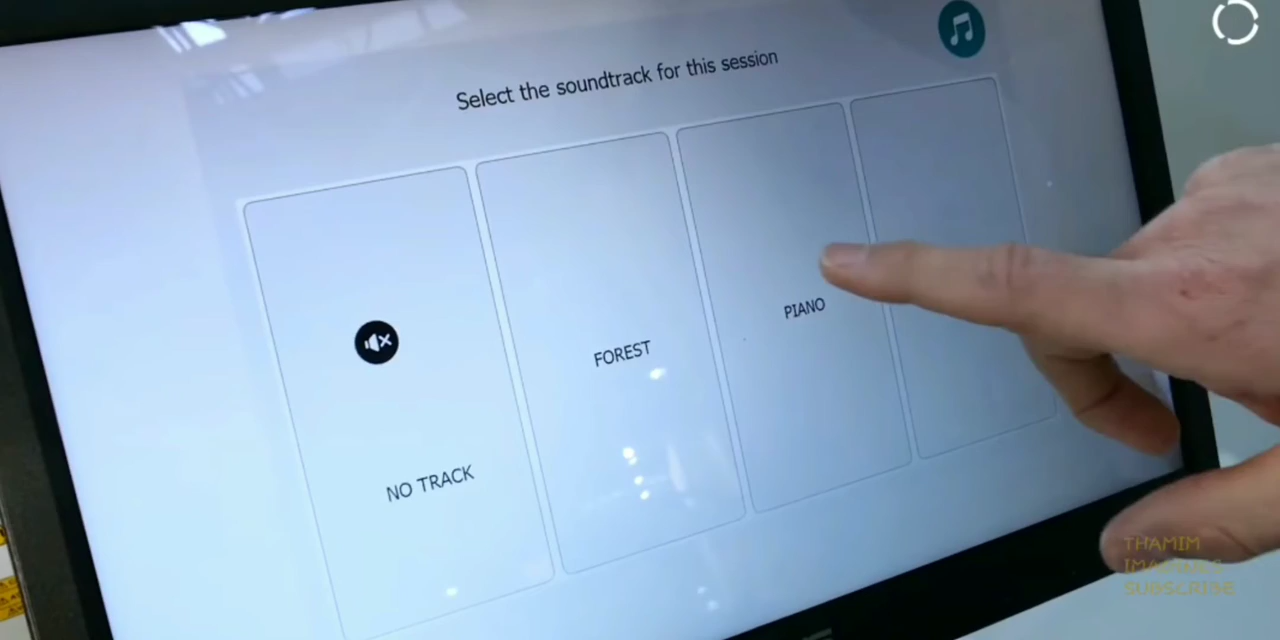 Select the soundtrack for this session
NO TRACK
FOREST
PIANO
THAMIM
SUBSCRIBE